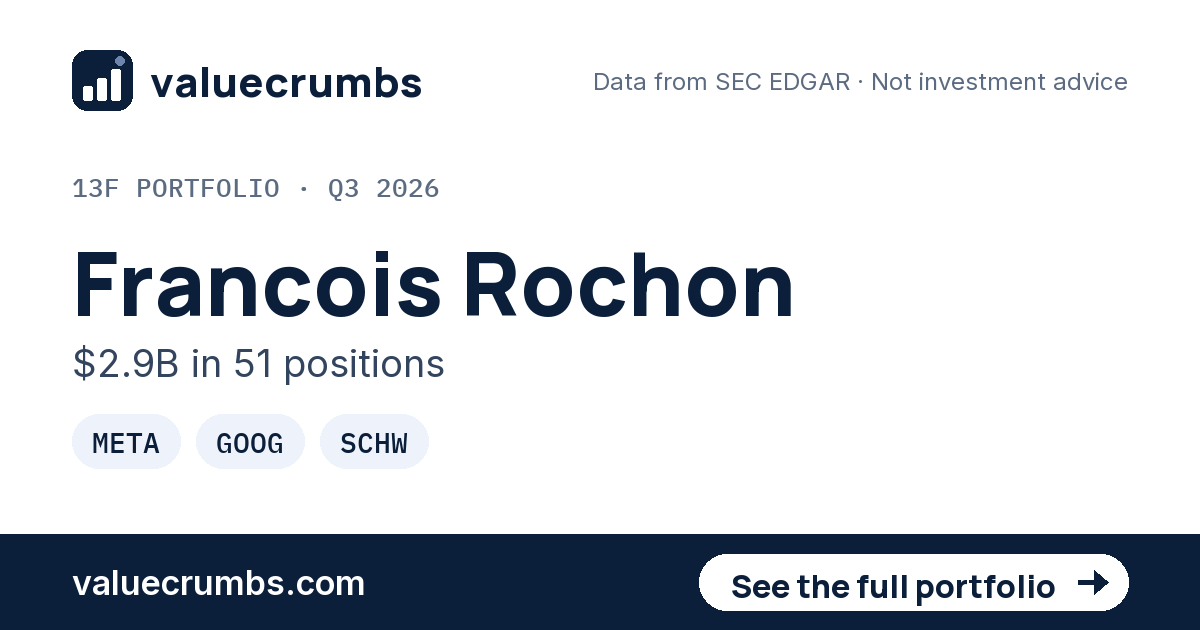 valuecrumbs
Data from SEC EDGAR · Not investment advice
13F PORTFOLIO · Q3 2026
Francois Rochon
$2.9B in 51 positions
META GOOG SCHW
valuecrumbs.com
See the full portfolio →